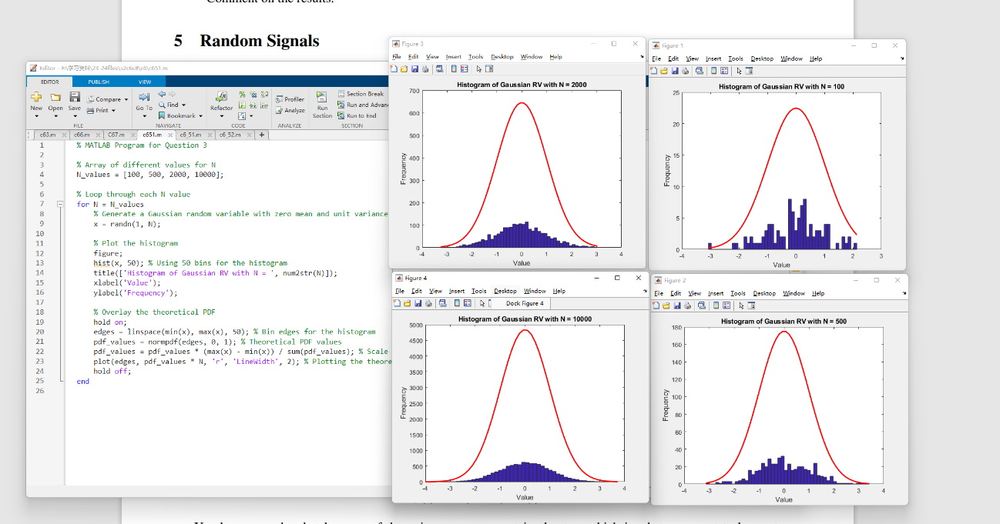 Comment on the results.
5 Random Signals
Editor - F:\学习资料\23-24files\s2c6c8\c6\c651.m
EDITOR PUBLISH VIEW
New Open Save Compare Print
FILE
Go To Find Bookmark
NAVIGATE
Refactor
CODE
Profiler Analyze
ANALYZE
Run Section
Section Break
Run and Advan
Run to End
SECTION
c63.m c66.m C67.m c651.m c6_51.m c6_52.m +
1 % MATLAB Program for Question 3
2
3 % Array of different values for N
4 N_values = [100, 500, 2000, 10000];
5
6 % Loop through each N value
7 for N = N_values
8 % Generate a Gaussian random variable with zero mean and unit variance
9 x = randn(1, N);
10
11 % Plot the histogram
12 figure;
13 hist(x, 50); % Using 50 bins for the histogram
14 title(['Histogram of Gaussian RV with N = ', num2str(N)]);
15 xlabel('Value');
16 ylabel('Frequency');
17
18 % Overlay the theoretical PDF
19 hold on;
20 edges = linspace(min(x), max(x), 50); % Bin edges for the histogram
21 pdf_values = normpdf(edges, 0, 1); % Theoretical PDF values
22 pdf_values = pdf_values * (max(x) - min(x)) / sum(pdf_values); % Scale
23 plot(edges, pdf_values * N, 'r', 'LineWidth', 2); % Plotting the theore
24 hold off;
25 end
26
Figure 3
File Edit View Insert Tools Desktop Window Help
Histogram of Gaussian RV with N = 2000
Frequency
700
600
500
400
300
200
100
0
-4 -3 -2 -1 0 1 2 3 4
Value
Figure 1
File Edit View Insert Tools Desktop Window Help
Histogram of Gaussian RV with N = 100
Frequency
25
20
15
10
5
0
-4 -3 -2 -1 0 1 2 3
Value
Figure 4
File Edit View Insert Tools Desktop Window Help
Dock Figure 4
Histogram of Gaussian RV with N = 10000
Frequency
5000
4500
4000
3500
3000
2500
2000
1500
1000
500
0
-4 -3 -2 -1 0 1 2 3 4
Value
Figure 2
File Edit View Insert Tools Desktop Window Help
Histogram of Gaussian RV with N = 500
Frequency
180
160
140
120
100
80
60
40
20
0
-4 -3 -2 -1 0 1 2 3 4
Value